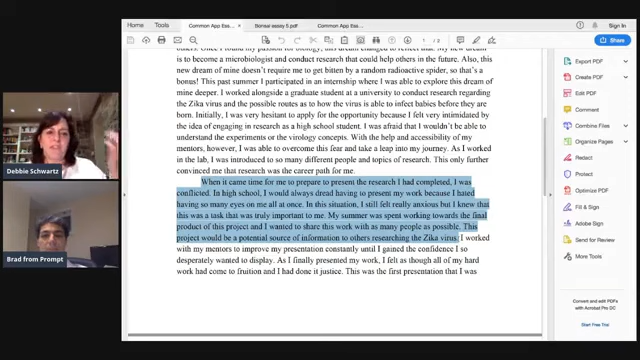 Home Tools Common App Ess... Bonsai essay 5.pdf Common App Ess... Sign In
1 / 2
Share
others. Once I found my passion for biology, this dream changed to reflect that. My new dream
is to become a microbiologist and conduct research that could help others in the future. Also, this
new dream of mine doesn't require me to get bitten by a random radioactive spider, so that's a
bonus! This past summer I participated in an internship where I was able to explore this dream of
mine deeper. I worked alongside a graduate student at a university to conduct research regarding
the Zika virus and the possible routes as to how the virus is able to infect babies before they are
born. Initially, I was very hesitant to apply for the opportunity because I felt very intimidated by the
idea of engaging in research as a high school student. I was afraid that I wouldn't be able to
understand the experiments or the virology concepts. With the help and accessibility of my
mentors, however, I was able to overcome this fear and take a leap into my journey. As I worked
in the lab, I was introduced to so many different people and topics of research. This only further
convinced me that research was the career path for me.
When it came time for me to prepare to present the research I had completed, I was
conflicted. In high school, I would always dread having to present my work because I hated
having so many eyes on me all at once. In this situation, I still felt really anxious but I knew that
this was a task that was truly important to me. My summer was spent working towards the final
product of this project and I wanted to share this work with as many people as possible. This
project would be a potential source of information to others researching the Zika virus. I worked
with my mentors to improve my presentation constantly until I gained the confidence I so
desperately wanted to display. As I finally presented my work, I felt as though all of my hard
work had come to fruition and I had done it justice. This was the first presentation that I was
Export PDF
Create PDF
Edit PDF
Comment
Combine Files
Organize Pages
Redact
Protect
Optimize PDF
Fill & Sign
Adobe Sign
Send for Review
More Tools
Convert and edit PDFs
with Acrobat Pro DC
Start Free Trial
Debbie Schwartz
Brad from Prompt